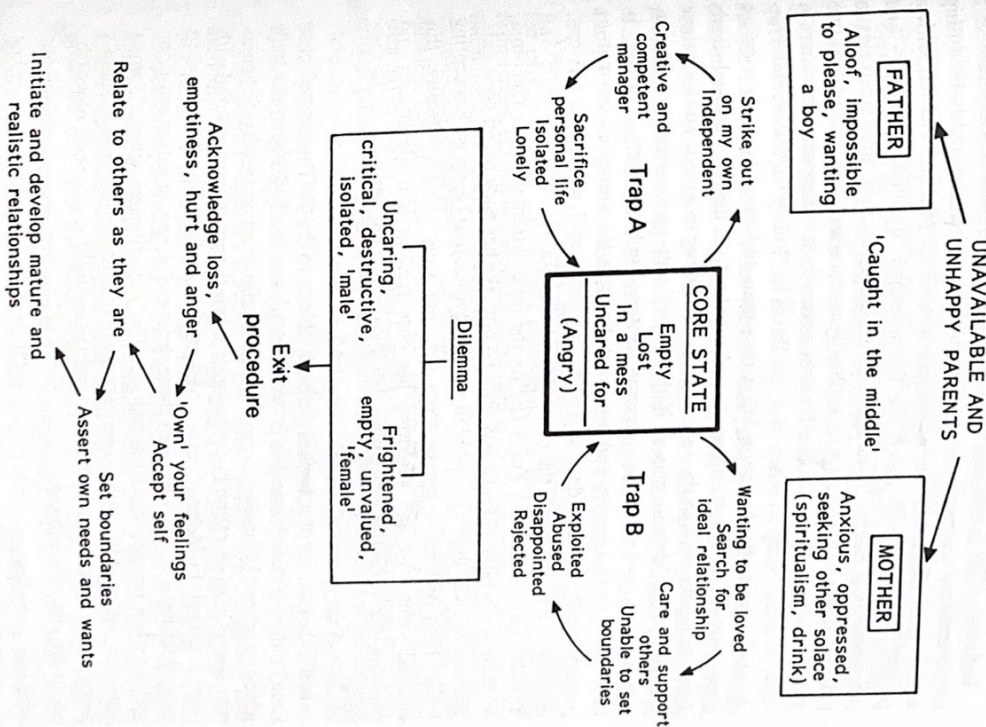 UNAVAILABLE AND
UNHAPPY PARENTS
FATHER
Aloof, impossible
to please, wanting
a boy
'Caught in the middle'
MOTHER
Anxious, oppressed,
seeking other solace
(spiritualism, drink)
Strike out
on my own
Independent
Creative and
competent
manager
Trap A
Sacrifice
personal life
Isolated
Lonely
CORE STATE
Empty
Lost
In a mess
Uncared for
(Angry)
Wanting to be loved
Search for
ideal relationship
Care and support
others
Unable to set
boundaries
Trap B
Exploited
Abused
Disappointed
Rejected
Dilemma
Uncaring,
critical, destructive,
isolated, 'male'
Frightened,
empty, unvalued,
'female'
Exit
procedure
Acknowledge loss,
emptiness, hurt and anger
'Own' your feelings
Accept self
Relate to others as they are
Set boundaries
Assert own needs and wants
Initiate and develop mature and
realistic relationships